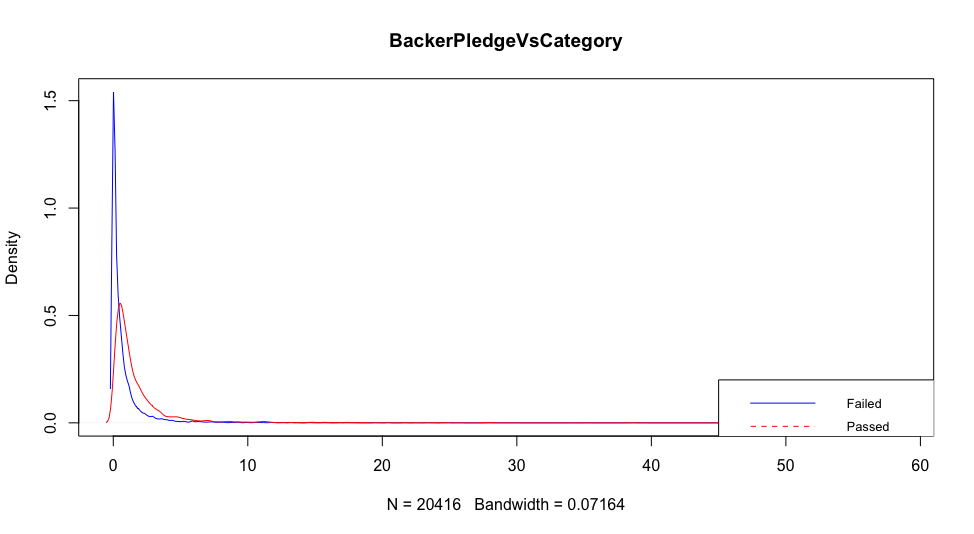 BackerPledgeVsCategory
Density
1.5
1.0
0.5
0.0
Failed
Passed
0 10 20 30 40 50 60
N = 20416 Bandwidth = 0.07164